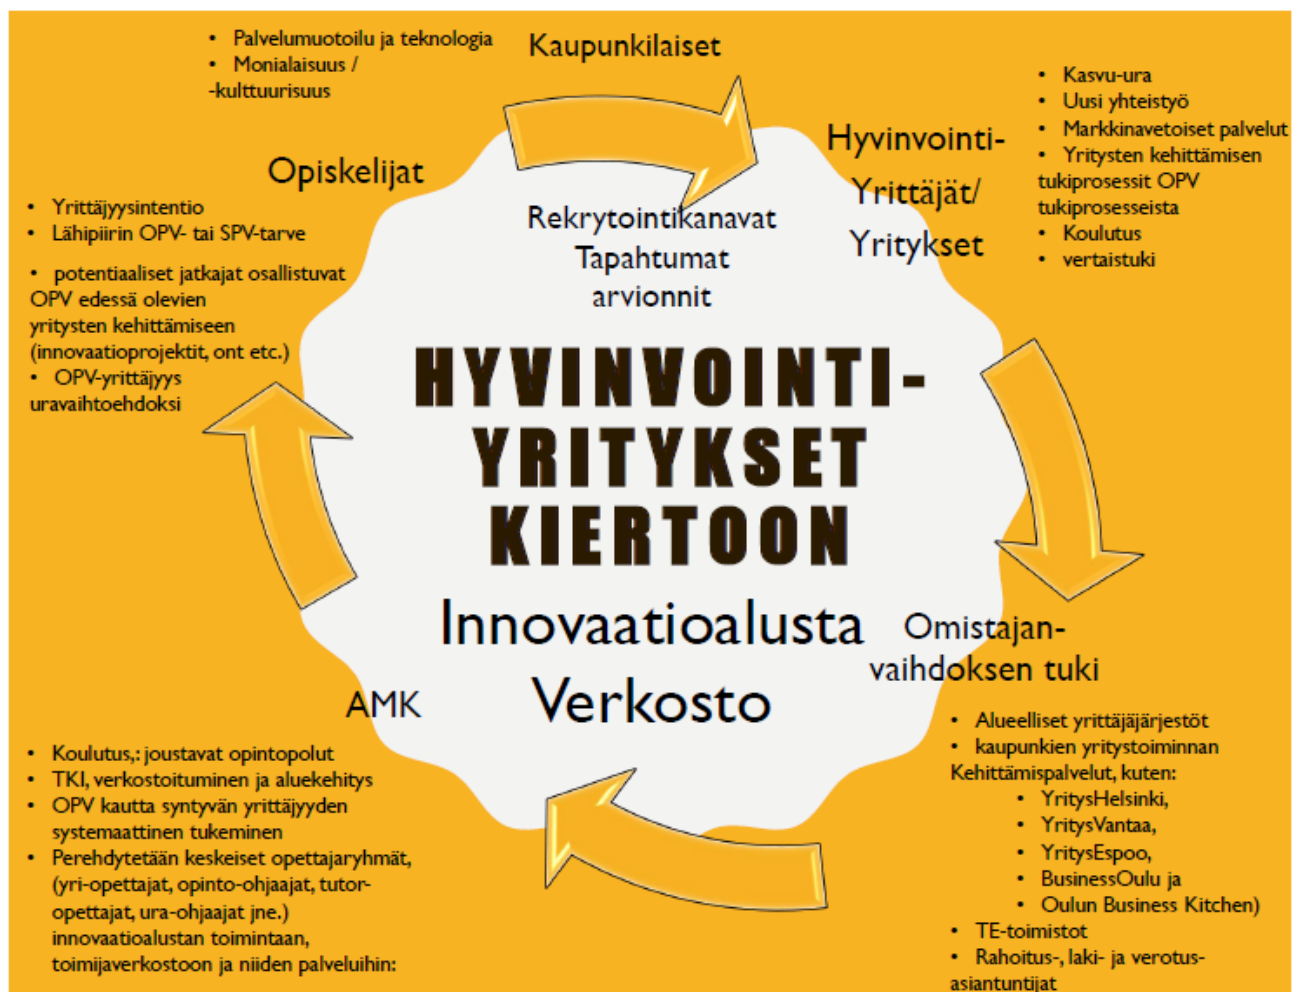 • Palvelumuotoilu ja teknologia
• Monialaisuus /
-kulttuurisuus
Kaupunkilaiset
Opiskelijat
• Yrittäjyysintentio
• Lähipiirin OPV- tai SPV-tarve
• potentiaaliset jatkajat osallistuvat
OPV edessä olevien
yritysten kehittämiseen
(innovaatioprojektit, ont etc.)
• OPV-yrittäjyys
uravaihtoehdoksi
Hyvinvointi-
Yrittäjät/
Yritykset
• Kasvu-ura
• Uusi yhteistyö
• Markkinavetoiset palvelut
• Yritysten kehittämisen
tukiprosessit OPV
tukiprosesseista
• Koulutus
• vertaistuki
Rekrytointikanavat
Tapahtumat
arvionnit
HYVINVOINTI-
YRITYKSET
KIERTOON
Innovaatioalusta
Verkosto
Omistajan-
vaihdoksen tuki
• Alueelliset yrittäjäjärjestöt
• kaupunkien yritystoiminnan
Kehittämispalvelut, kuten:
• YritysHelsinki,
• YritysVantaa,
• YritysEspoo,
• BusinessOulu ja
• Oulun Business Kitchen)
• TE-toimistot
• Rahoitus-, laki- ja verotus-
asiantuntijat
AMK
• Koulutus,: joustavat opintopolut
• TKI, verkostoituminen ja aluekehitys
• OPV kautta syntyvän yrittäjyyden
systemaattinen tukeminen
• Perehdytetään keskeiset opettajaryhmät,
(yri-opettajat, opinto-ohjaajat, tutor-
opettajat, ura-ohjaajat jne.)
innovaatioalustan toimintaan,
toimijaverkostoon ja niiden palveluihin: